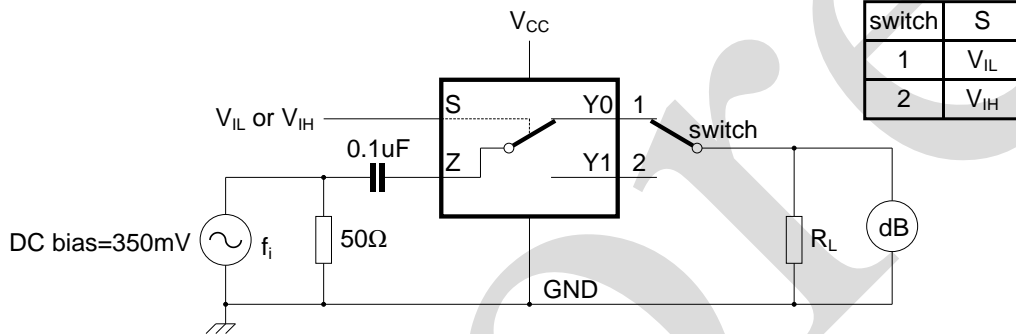 V_CC
switch S
1 V_IL
2 V_IH
S Y0 1
V_IL or V_IH
switch
0.1uF
Z Y1 2
DC bias=350mV f_i 50Ω R_L dB
GND